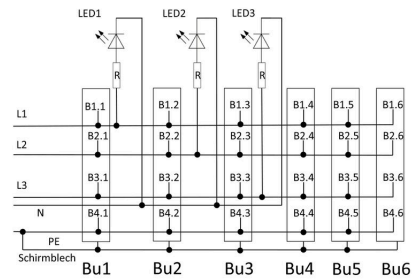 LED1 LED2 LED3
R R R
B1.1 B1.2 B1.3 B1.4 B1.5 B1.6
L1
B2.1 B2.2 B2.3 B2.4 B2.5 B2.6
L2
B3.1 B3.2 B3.3 B3.4 B3.5 B3.6
L3
N
B4.1 B4.2 B4.3 B4.4 B4.5 B4.6
PE
Schirmblech
Bu1 Bu2 Bu3 Bu4 Bu5 Bu6